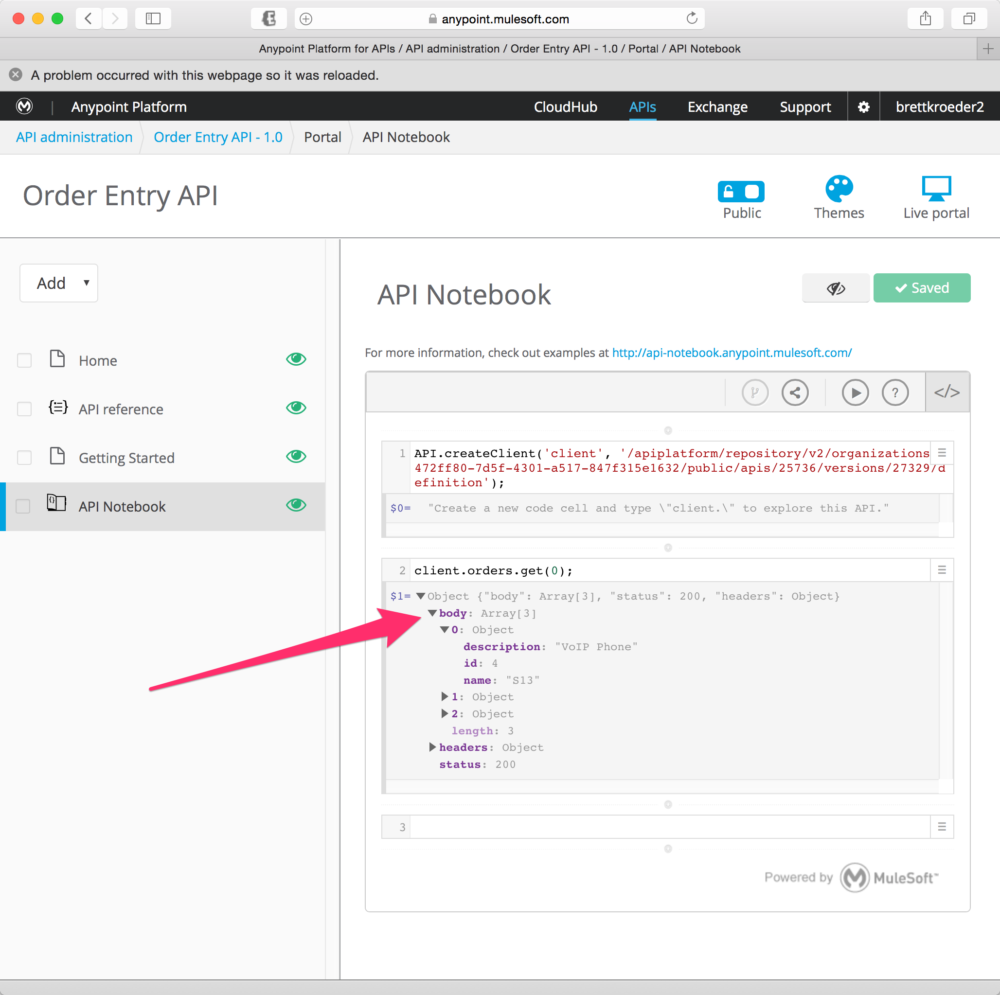 anypoint.mulesoft.com
Anypoint Platform for APIs / API administration / Order Entry API - 1.0 / Portal / API Notebook
A problem occurred with this webpage so it was reloaded.
Anypoint Platform
CloudHub
APIs
Exchange
Support
brettkroeder2
API administration
Order Entry API - 1.0
Portal
API Notebook
Order Entry API
Public
Themes
Live portal
Add
API Notebook
Saved
Home
API reference
Getting Started
API Notebook
For more information, check out examples at http://api-notebook.anypoint.mulesoft.com/
? </>
1 API.createClient('client', '/apiplatform/repository/v2/organizations
472ff80-7d5f-4301-a517-847f315e1632/public/apis/25736/versions/27329/d
efinition');
$0= "Create a new code cell and type \"client.\" to explore this API."
2 client.orders.get(0);
$1= Object {"body": Array[3], "status": 200, "headers": Object}
body: Array[3]
0: Object
description: "VoIP Phone"
id: 4
name: "S13"
1: Object
2: Object
length: 3
headers: Object
status: 200
3
Powered by MuleSoft™